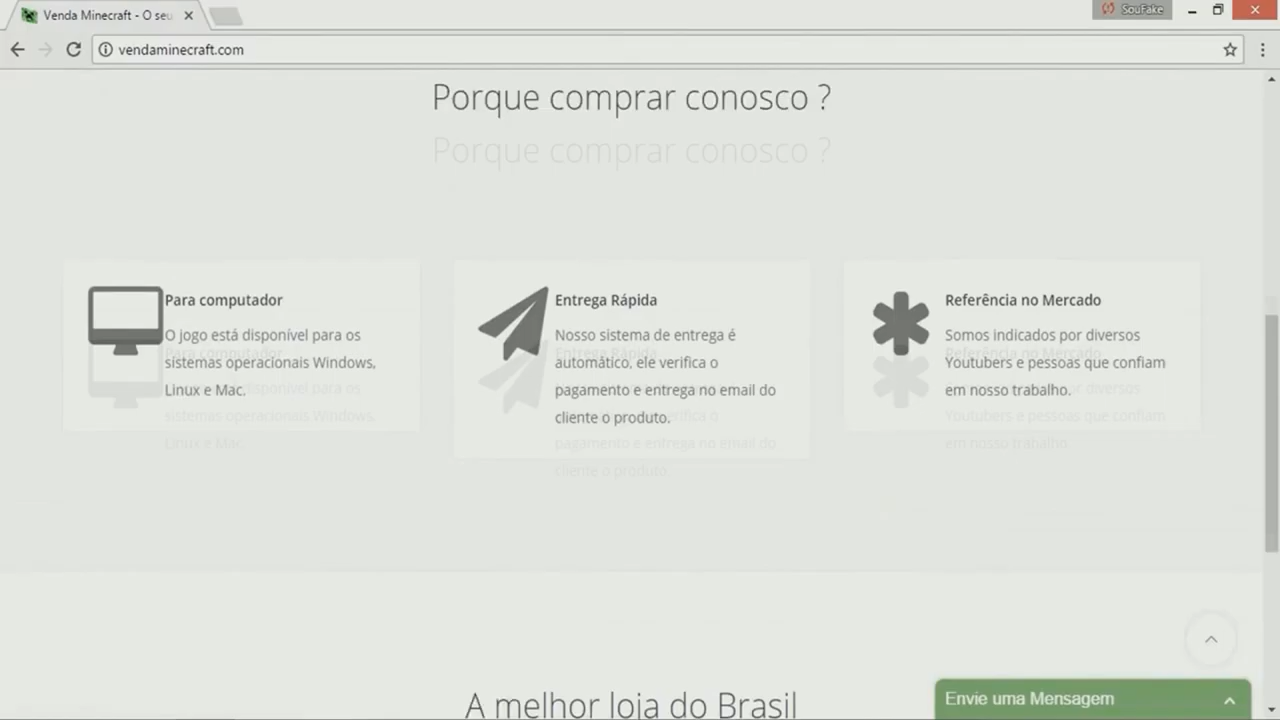 Venda Minecraft - O seu
SouFake
vendaminecraft.com
Porque comprar conosco ?
Porque comprar conosco ?
Para computador
O jogo está disponível para os
sistemas operacionais Windows,
Linux e Mac.
Entrega Rápida
Nosso sistema de entrega é
automático, ele verifica o
pagamento e entrega no email do
cliente o produto.
Referência no Mercado
Somos indicados por diversos
Youtubers e pessoas que confiam
em nosso trabalho.
A melhor loja do Brasil
Envie uma Mensagem